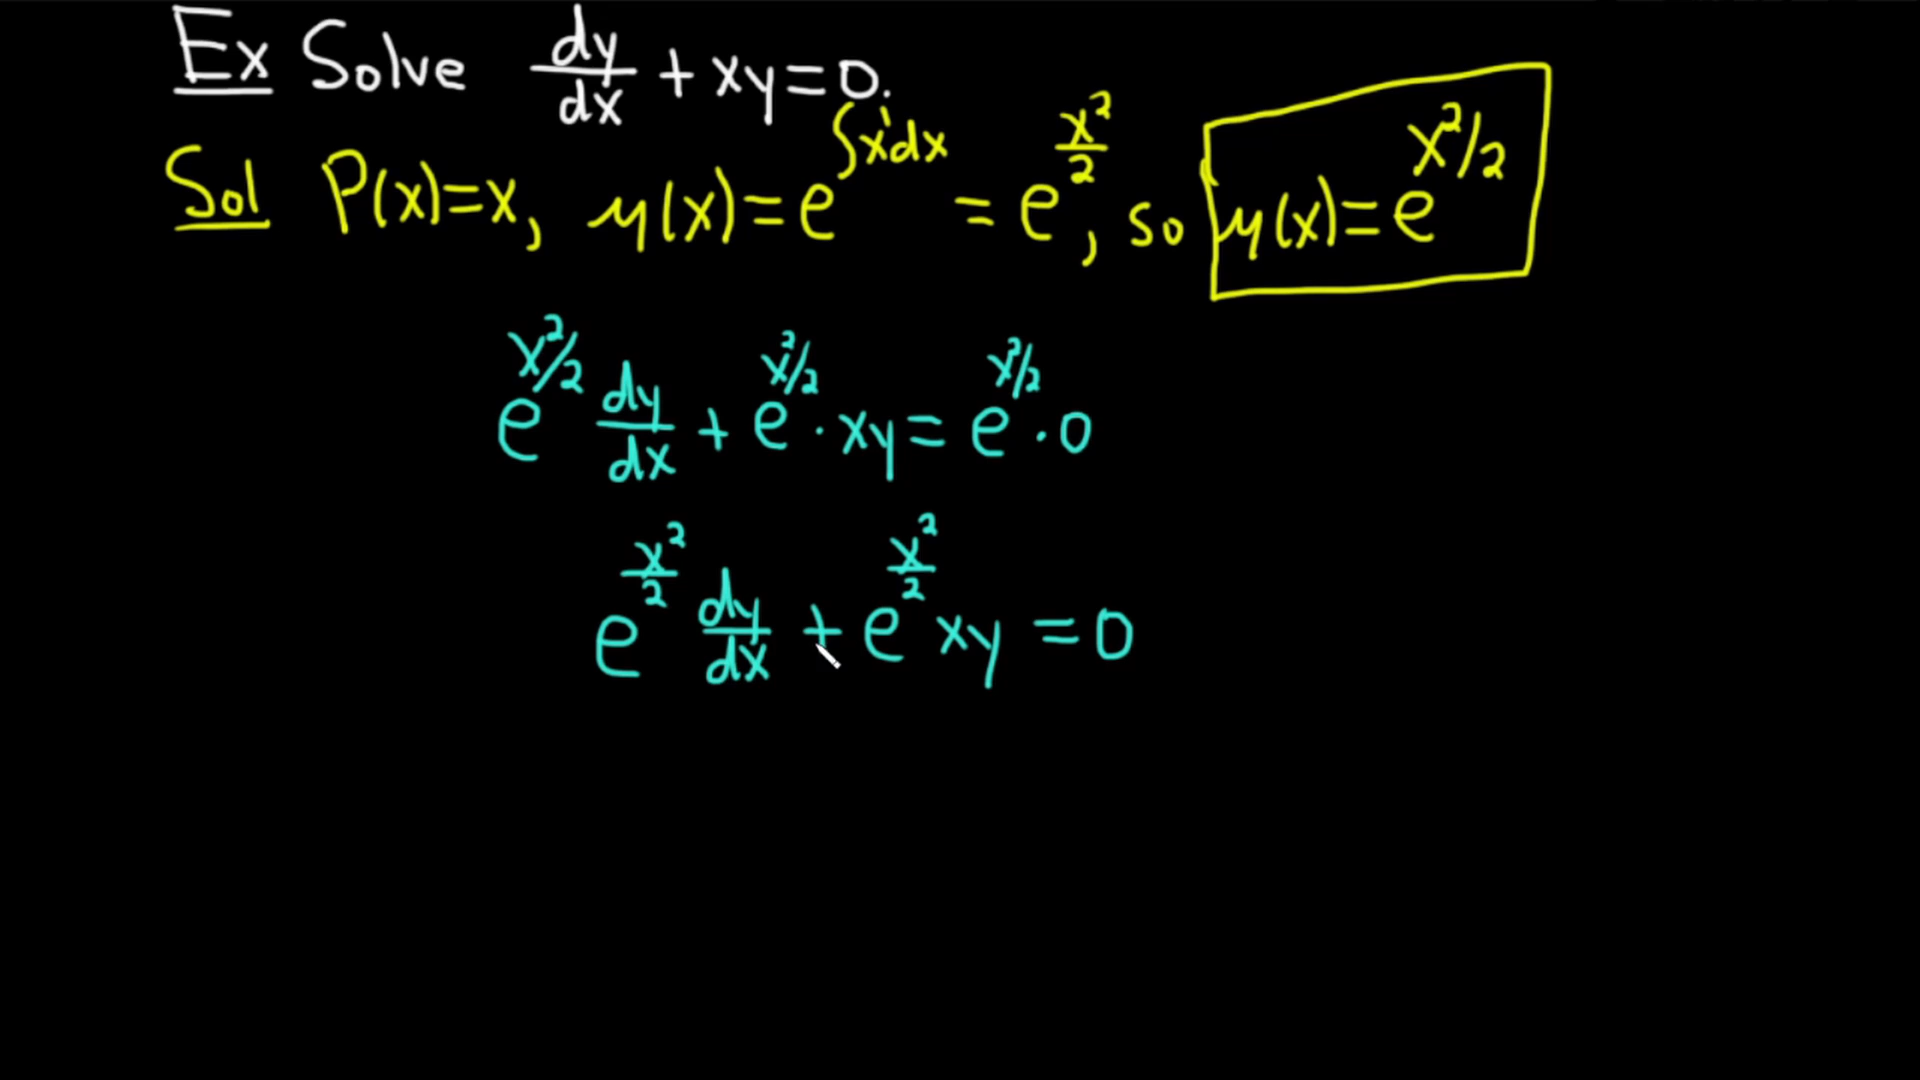 Ex Solve dy/dx + xy = 0.
Sol P(x) = x, μ(x) = e^(∫x¹dx) = e^(x²/2), so μ(x) = e^(x²/2)
e^(x²/2) dy/dx + e^(x²/2) · xy = e^(x²/2) · 0
e^(x²/2) dy/dx + e^(x²/2) xy = 0